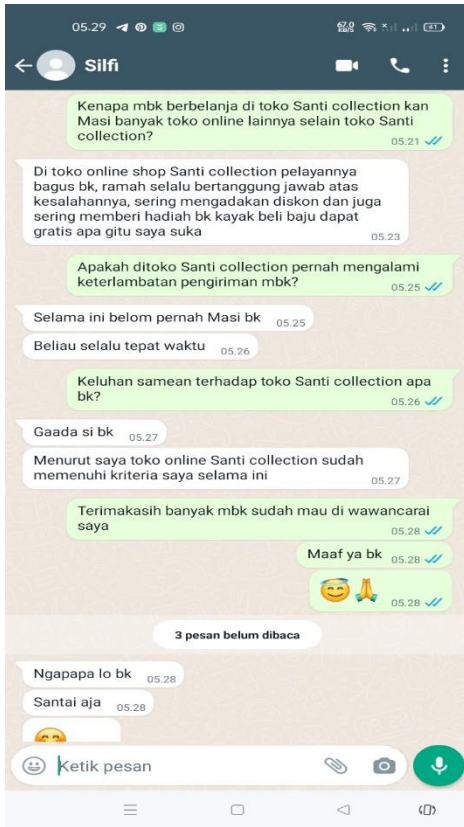 05.29
67.0 KB/S 41
Silfi
Kenapa mbk berbelanja di toko Santi collection kan
Masi banyak toko online lainnya selain toko Santi
collection?
05.21
Di toko online shop Santi collection pelayannya
bagus bk, ramah selalu bertanggung jawab atas
kesalahannya, sering mengadakan diskon dan juga
sering memberi hadiah bk kayak beli baju dapat
gratis apa gitu saya suka
05.23
Apakah ditoko Santi collection pernah mengalami
keterlambatan pengiriman mbk?
05.25
Selama ini belom pernah Masi bk 05.25
Beliau selalu tepat waktu 05.26
Keluhan samean terhadap toko Santi collection apa
bk?
05.26
Gaada si bk 05.27
Menurut saya toko online Santi collection sudah
memenuhi kriteria saya selama ini
05.27
Terimakasih banyak mbk sudah mau di wawancarai
saya
05.28
Maaf ya bk 05.28
05.28
3 pesan belum dibaca
Ngapapa lo bk 05.28
Santai aja 05.28
Ketik pesan